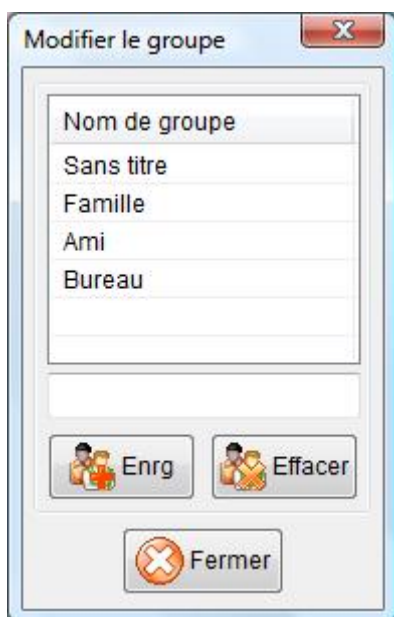 Modifier le groupe
Nom de groupe
Sans titre
Famille
Ami
Bureau
Enrg Effacer
Fermer